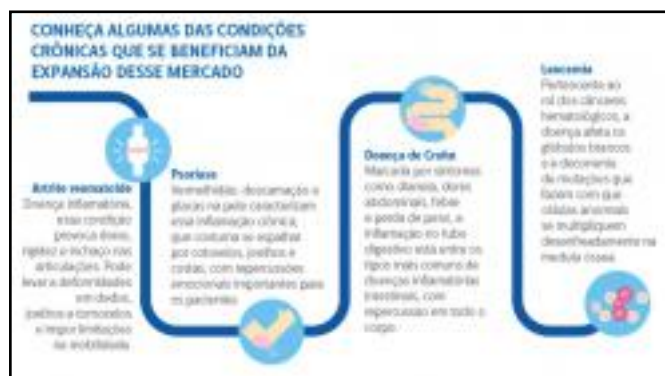 CONHEÇA ALGUMAS DAS CONDIÇÕES
CRÔNICAS QUE SE BENEFICIAM DA
EXPANSÃO DESSE MERCADO
Artrite reumatoide
Doença inflamatória,
essa condição
provoca dores,
rigidez e inchaço nas
articulações. Pode
levar a deformidades
em dedos,
joelhos e tornozelos
e impor limitações
na mobilidade.
Psoríase
Vermelhidão, descamação e
placas na pele caracterizam
essa inflamação crônica,
que costuma se espalhar
por cotovelos, joelhos e
costas, com repercussões
emocionais importantes para
os pacientes.
Doença de Crohn
Marcada por sintomas
como diarreia, dores
abdominais, febre
e perda de peso, a
inflamação no tubo
digestivo está entre os
tipos mais comuns de
doenças inflamatórias
intestinais, com
repercussão em todo o
corpo.
Leucemia
Pertencente ao
rol dos cânceres
hematológicos, a
doença afeta os
glóbulos brancos
e é decorrente
de mutações que
fazem com que
células anormais
se multipliquem
desenfreadamente na
medula óssea.